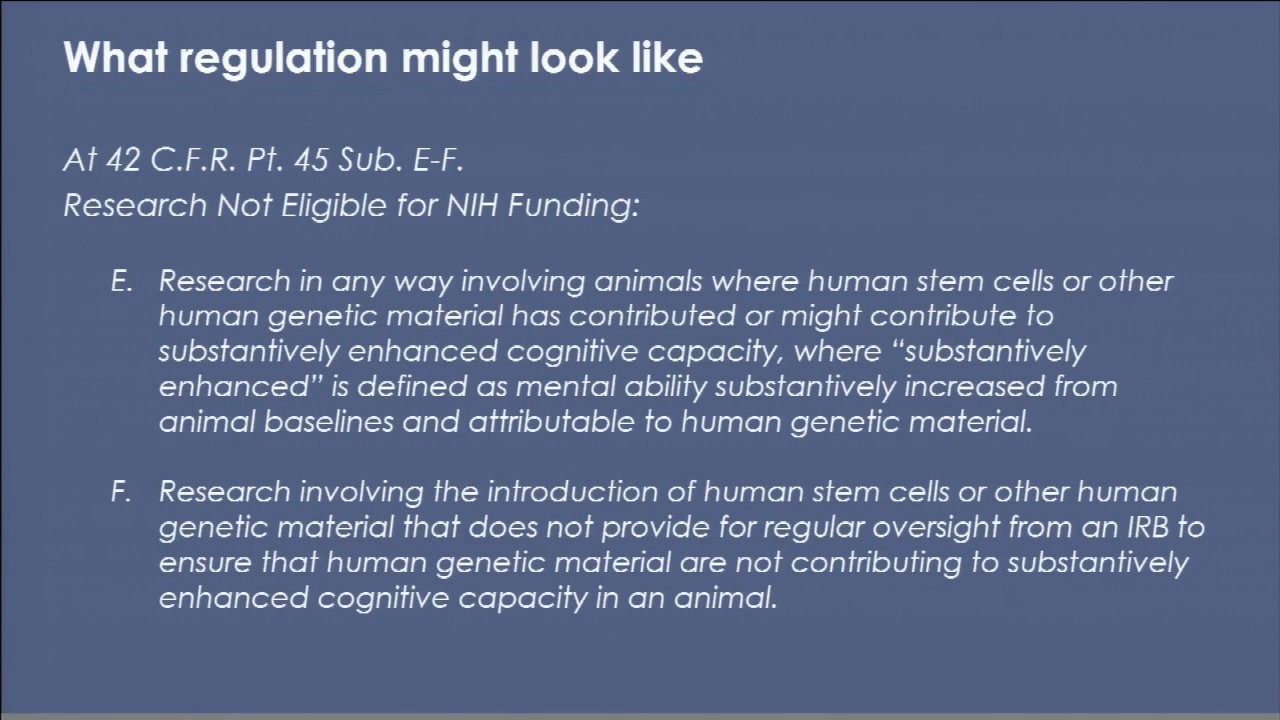 What regulation might look like
At 42 C.F.R. Pt. 45 Sub. E-F.
Research Not Eligible for NIH Funding:
E. Research in any way involving animals where human stem cells or other
human genetic material has contributed or might contribute to
substantively enhanced cognitive capacity, where “substantively
enhanced” is defined as mental ability substantively increased from
animal baselines and attributable to human genetic material.
F. Research involving the introduction of human stem cells or other human
genetic material that does not provide for regular oversight from an IRB to
ensure that human genetic material are not contributing to substantively
enhanced cognitive capacity in an animal.